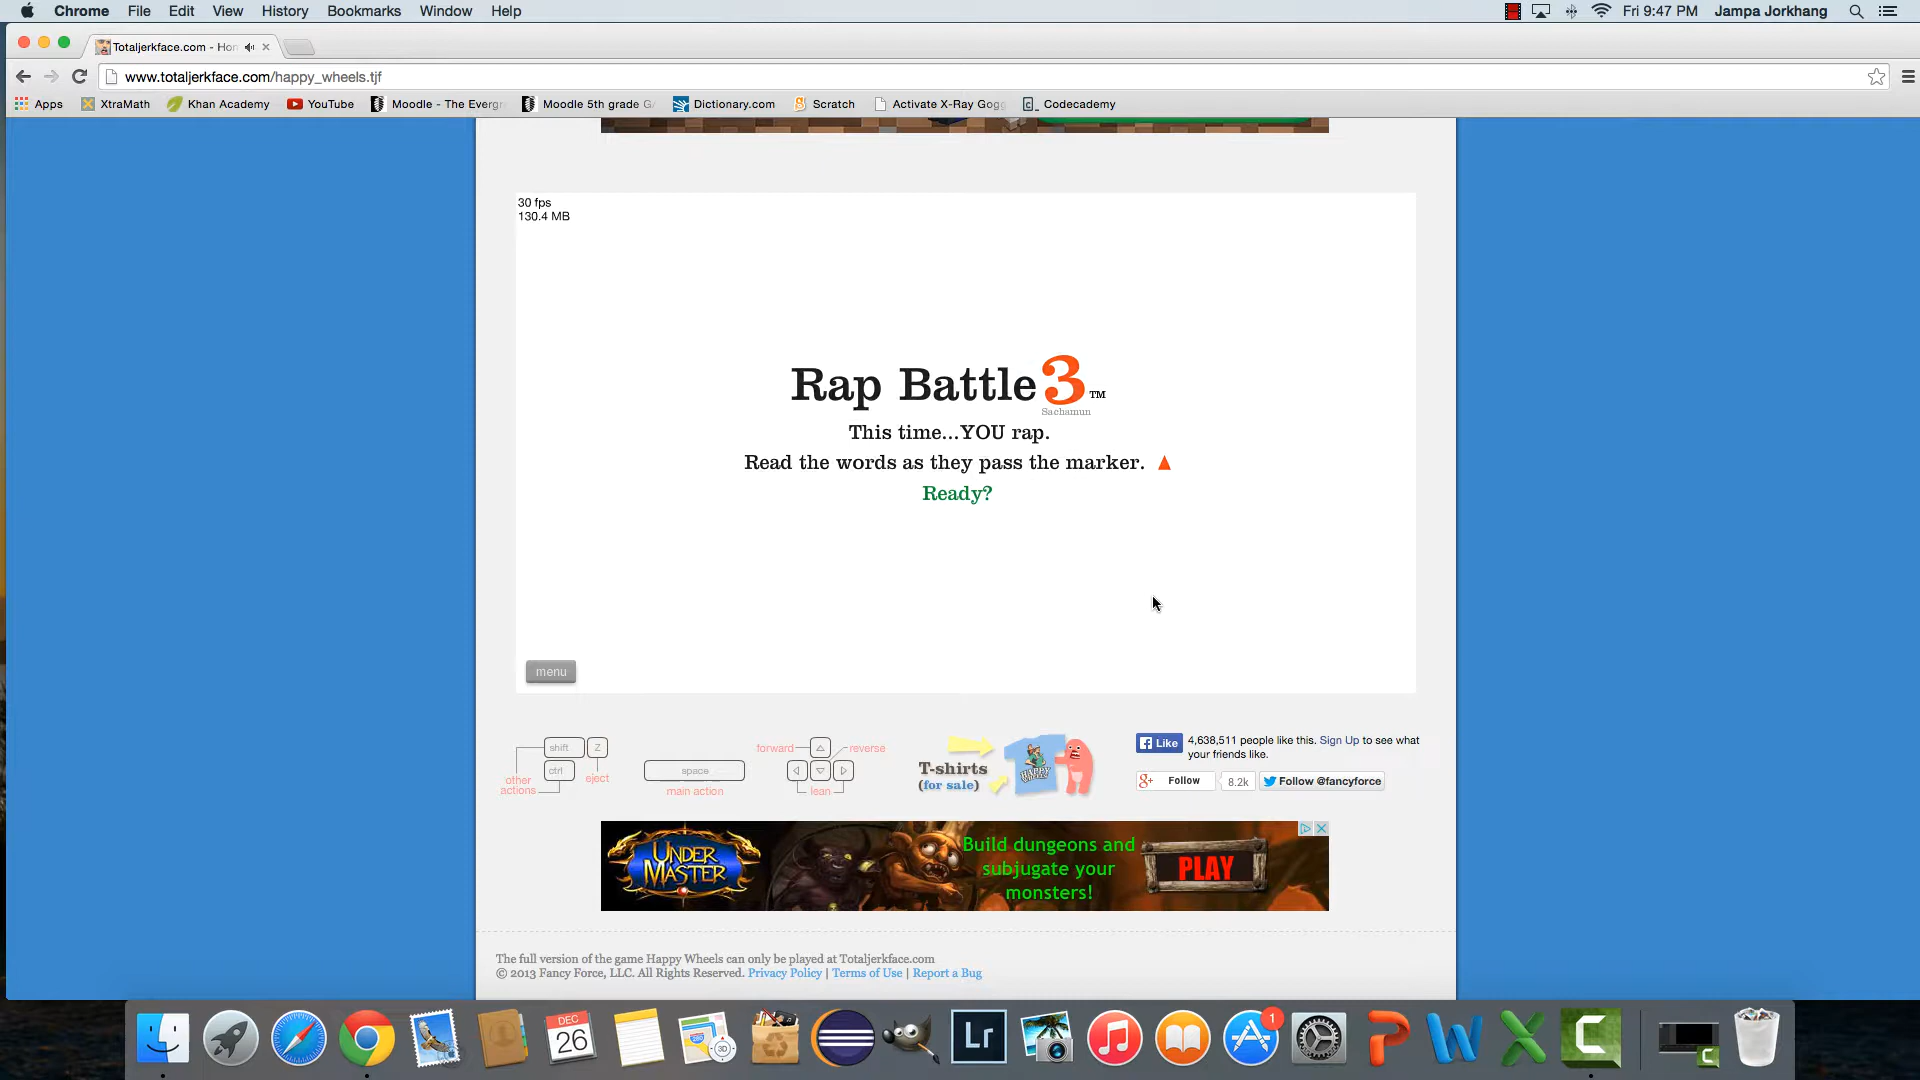 Chrome File Edit View History Bookmarks Window Help Fri 9:47 PM Jampa Jorkhang
Totaljerkface.com - Hor
www.totaljerkface.com/happy_wheels.tjf
Apps XtraMath Khan Academy YouTube Moodle - The Evergr Moodle 5th grade G Dictionary.com Scratch Activate X-Ray Gogg Codecademy
30 fps
130.4 MB
Rap Battle 3 ™
Sachamun
This time...YOU rap.
Read the words as they pass the marker.
Ready?
menu
shift Z
ctrl
other actions
eject
space
main action
forward reverse
lean
T-shirts
(for sale)
HAPPY WHEELS
Like 4,638,511 people like this. Sign Up to see what your friends like.
g+ Follow 8.2k Follow @fancyforce
UNDER MASTER
Build dungeons and
subjugate your
monsters!
PLAY
The full version of the game Happy Wheels can only be played at Totaljerkface.com
© 2013 Fancy Force, LLC. All Rights Reserved. Privacy Policy | Terms of Use | Report a Bug
DEC
26
3D
Lr
1
P W X C
C